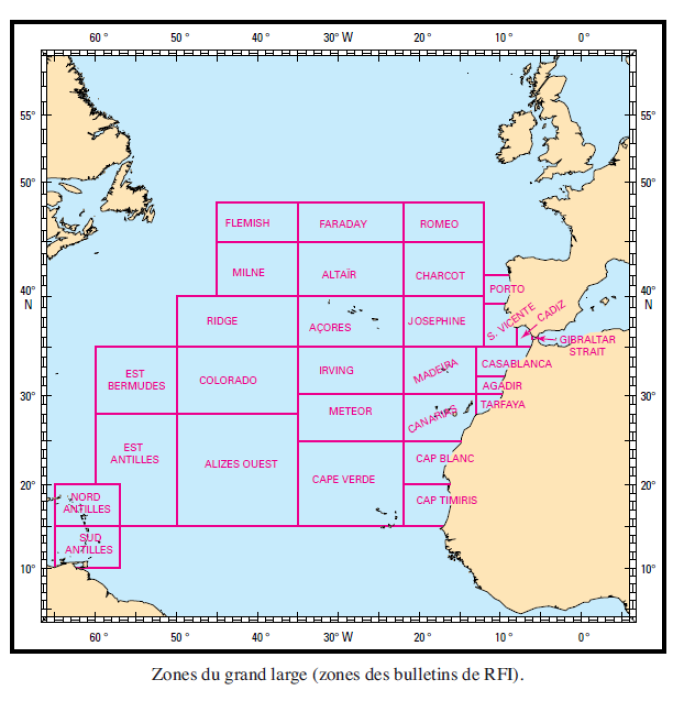 60 ° 50 ° 40 ° 30° W 20 ° 10 ° 0 °
55°
50°
FLEMISH FARADAY ROMEO
MILNE ALTAÏR CHARCOT
40°
N
PORTO
40°
N
RIDGE AÇORES JOSEPHINE
S. VICENTE
CADIZ
GIBRALTAR
STRAIT
EST
BERMUDES
COLORADO IRVING MADEIRA CASABLANCA
30°
AGADIR
30°
METEOR CANARIAS TARFAYA
EST
ANTILLES
ALIZES OUEST CAPE VERDE CAP BLANC
20°
NORD
ANTILLES
CAP TIMIRIS
20°
SUD
ANTILLES
10°
10°
55°
50°
60 ° 50 ° 40 ° 30° W 20 ° 10 ° 0 °
Zones du grand large (zones des bulletins de RFI).